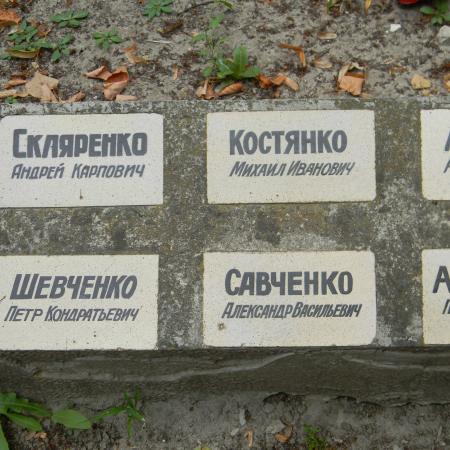 Скляренко
Андрей Карпович
Костянко
Михаил Иванович
Шевченко
Петр Кондратьевич
Савченко
Александр Васильевич